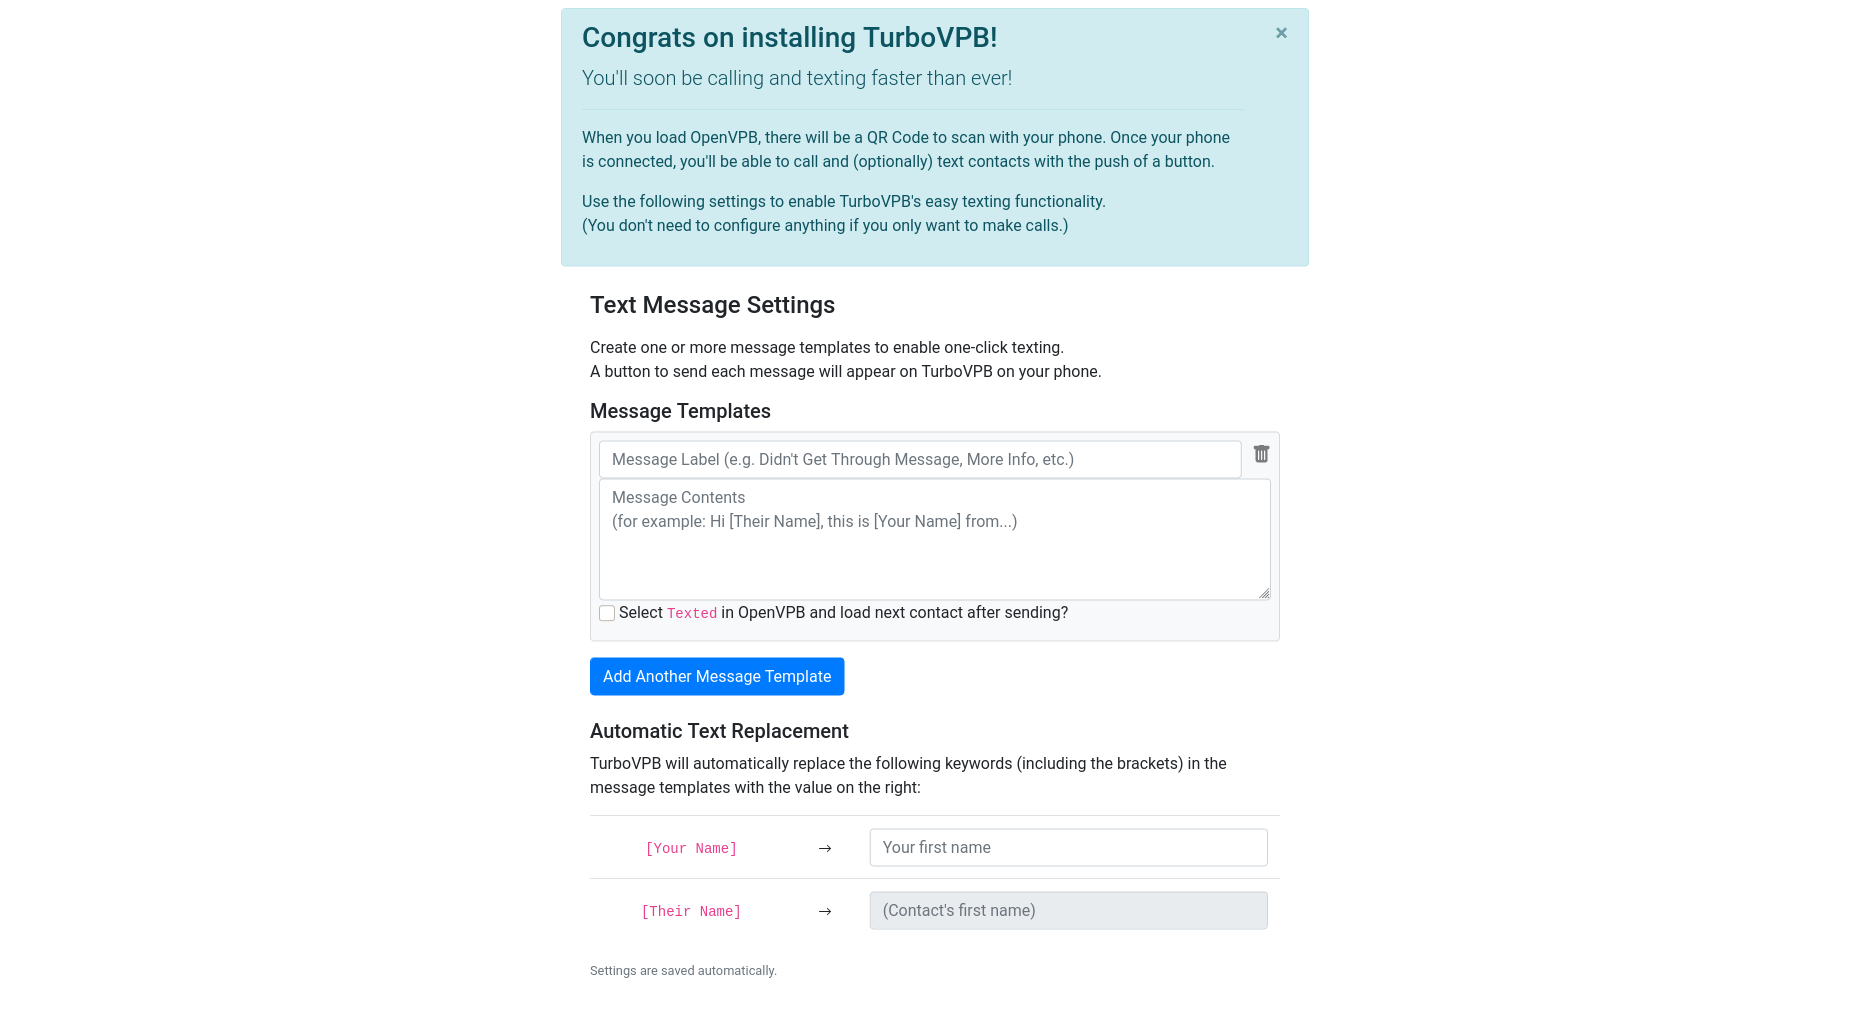 Congrats on installing TurboVPB!
×
You'll soon be calling and texting faster than ever!
When you load OpenVPB, there will be a QR Code to scan with your phone. Once your phone
is connected, you'll be able to call and (optionally) text contacts with the push of a button.
Use the following settings to enable TurboVPB's easy texting functionality.
(You don't need to configure anything if you only want to make calls.)
Text Message Settings
Create one or more message templates to enable one-click texting.
A button to send each message will appear on TurboVPB on your phone.
Message Templates
Message Label (e.g. Didn't Get Through Message, More Info, etc.)
Message Contents
(for example: Hi [Their Name], this is [Your Name] from...)
Select Texted in OpenVPB and load next contact after sending?
Add Another Message Template
Automatic Text Replacement
TurboVPB will automatically replace the following keywords (including the brackets) in the
message templates with the value on the right:
[Your Name] → Your first name
[Their Name] → (Contact's first name)
Settings are saved automatically.